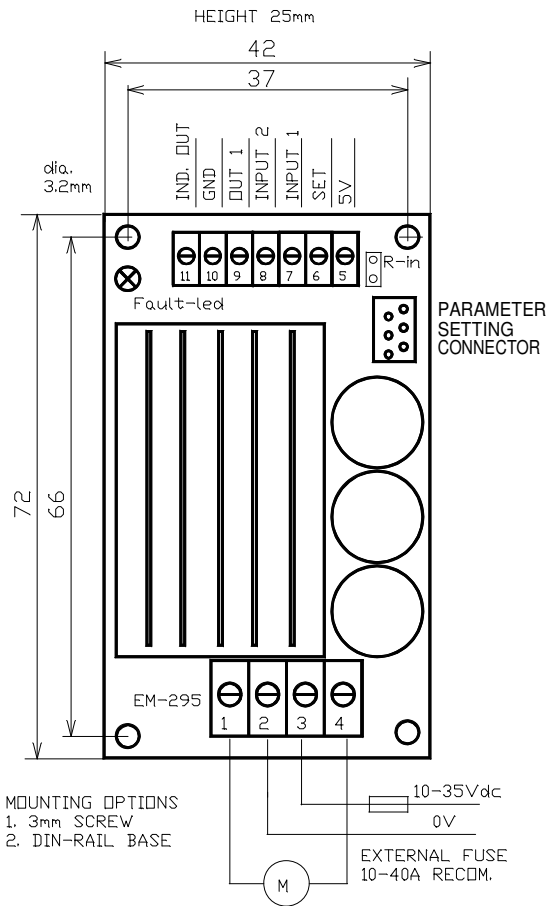 HEIGHT 25mm
42
37
IND. OUT
GND
OUT 1
INPUT 2
INPUT 1
SET
5V
dia.
3.2mm
11 10 9 8 7 6 5
R-in
Fault-led
PARAMETER
SETTING
CONNECTOR
72
66
EM-295
1 2 3 4
MOUNTING OPTIONS
1. 3mm SCREW
2. DIN-RAIL BASE
10-35Vdc
0V
EXTERNAL FUSE
10-40A RECOM.
M